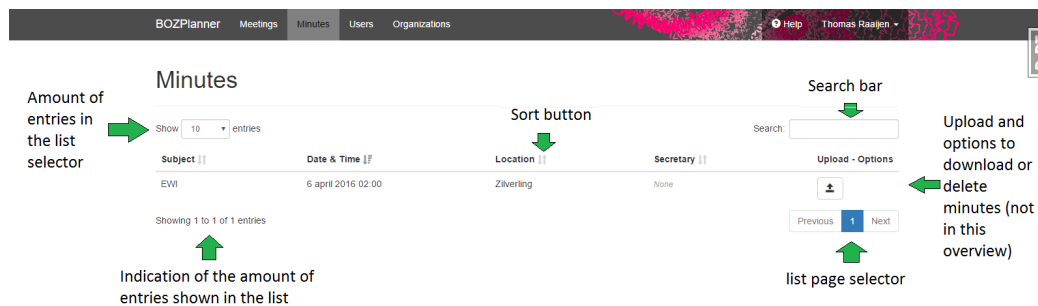 BOZPlanner Meetings Minutes Users Organizations Help Thomas Raaijen
Minutes
Amount of
entries in
the list
selector
Show 10 entries
Sort button
Search bar
Search:
Upload and
options to
download or
delete
minutes (not
in this
overview)
Subject Date & Time Location Secretary Upload - Options
EWI 6 april 2016 02:00 Zilverling None
Showing 1 to 1 of 1 entries
Previous 1 Next
Indication of the amount of
entries shown in the list
list page selector